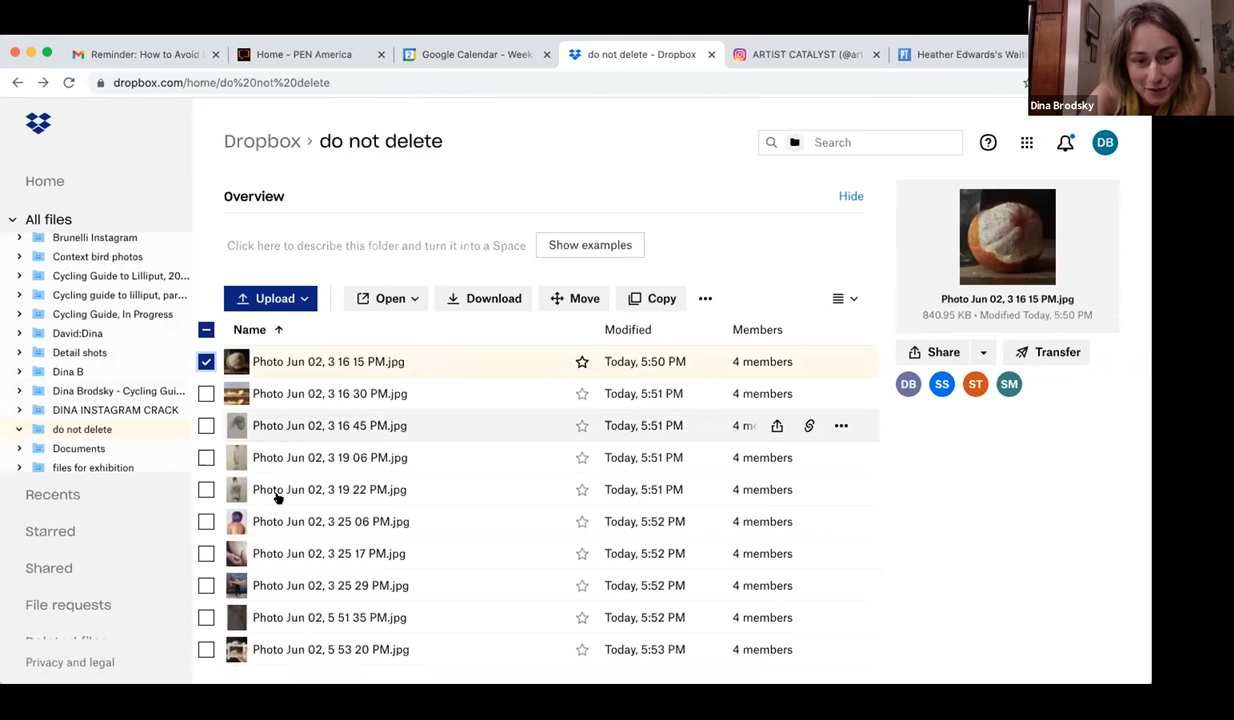 Reminder: How to Avoid
Home - PEN America
Google Calendar - Week
do not delete - Dropbox
ARTIST CATALYST (@art
Heather Edwards's Wait
dropbox.com/home/do%20not%20delete
Dina Brodsky
Dropbox › do not delete
Search
DB
Home
Overview
Hide
All files
Brunelli Instagram
Context bird photos
Cycling Guide to Lilliput, 20...
Cycling guide to lilliput, par...
Cycling Guide, In Progress
David:Dina
Detail shots
Dina B
Dina Brodsky - Cycling Gui...
DINA INSTAGRAM CRACK
do not delete
Documents
files for exhibition
Recents
Starred
Shared
File requests
Deleted files
Privacy and legal
Click here to describe this folder and turn it into a Space
Show examples
Upload
Open
Download
Move
Copy
Name
Modified
Members
Photo Jun 02, 3 16 15 PM.jpg Today, 5:50 PM 4 members
Photo Jun 02, 3 16 30 PM.jpg Today, 5:51 PM 4 members
Photo Jun 02, 3 16 45 PM.jpg Today, 5:51 PM 4 me
Photo Jun 02, 3 19 06 PM.jpg Today, 5:51 PM 4 members
Photo Jun 02, 3 19 22 PM.jpg Today, 5:51 PM 4 members
Photo Jun 02, 3 25 06 PM.jpg Today, 5:52 PM 4 members
Photo Jun 02, 3 25 17 PM.jpg Today, 5:52 PM 4 members
Photo Jun 02, 3 25 29 PM.jpg Today, 5:52 PM 4 members
Photo Jun 02, 5 51 35 PM.jpg Today, 5:52 PM 4 members
Photo Jun 02, 5 53 20 PM.jpg Today, 5:53 PM 4 members
Photo Jun 02, 3 16 15 PM.jpg
840.95 KB • Modified Today, 5:50 PM
Share
Transfer
DB SS ST SM